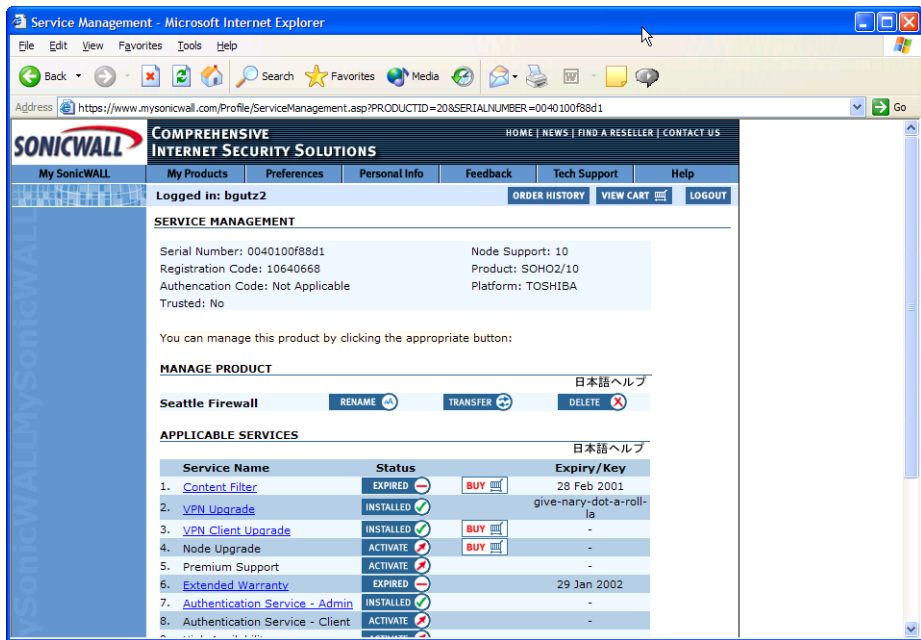 Service Management - Microsoft Internet Explorer
File Edit View Favorites Tools Help
Back Search Favorites Media
Address https://www.mysonicwall.com/Profile/ServiceManagement.asp?PRODUCTID=20&SERIALNUMBER=0040100f88d1 Go
SONICWALL
COMPREHENSIVE
INTERNET SECURITY SOLUTIONS
HOME | NEWS | FIND A RESELLER | CONTACT US
My SonicWALL My Products Preferences Personal Info Feedback Tech Support Help
Logged in: bgutz2 ORDER HISTORY VIEW CART LOGOUT
SERVICE MANAGEMENT
Serial Number: 0040100f88d1 Node Support: 10
Registration Code: 10640668 Product: SOHO2/10
Authencation Code: Not Applicable Platform: TOSHIBA
Trusted: No
You can manage this product by clicking the appropriate button:
MANAGE PRODUCT
日本語ヘルプ
Seattle Firewall RENAME TRANSFER DELETE
APPLICABLE SERVICES
日本語ヘルプ
Service Name Status Expiry/Key
1. Content Filter EXPIRED BUY 28 Feb 2001
2. VPN Upgrade INSTALLED give-nary-dot-a-roll-
la
3. VPN Client Upgrade INSTALLED BUY -
4. Node Upgrade ACTIVATE BUY -
5. Premium Support ACTIVATE -
6. Extended Warranty EXPIRED 29 Jan 2002
7. Authentication Service - Admin INSTALLED -
8. Authentication Service - Client ACTIVATE -
ySonicWALLMySonicWALL